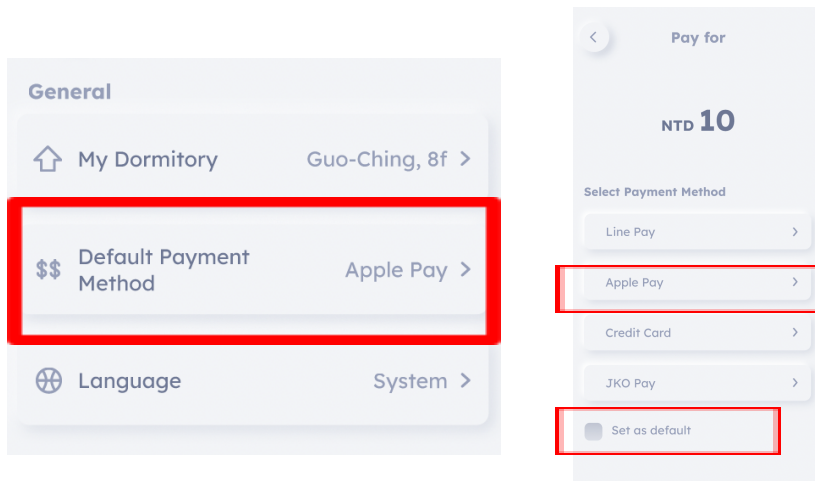 General
My Dormitory
Guo-Ching, 8f
$$
Default Payment
Method
Apple Pay
Language
System
Pay for
NTD 10
Select Payment Method
Line Pay
Apple Pay
Credit Card
JKO Pay
Set as default